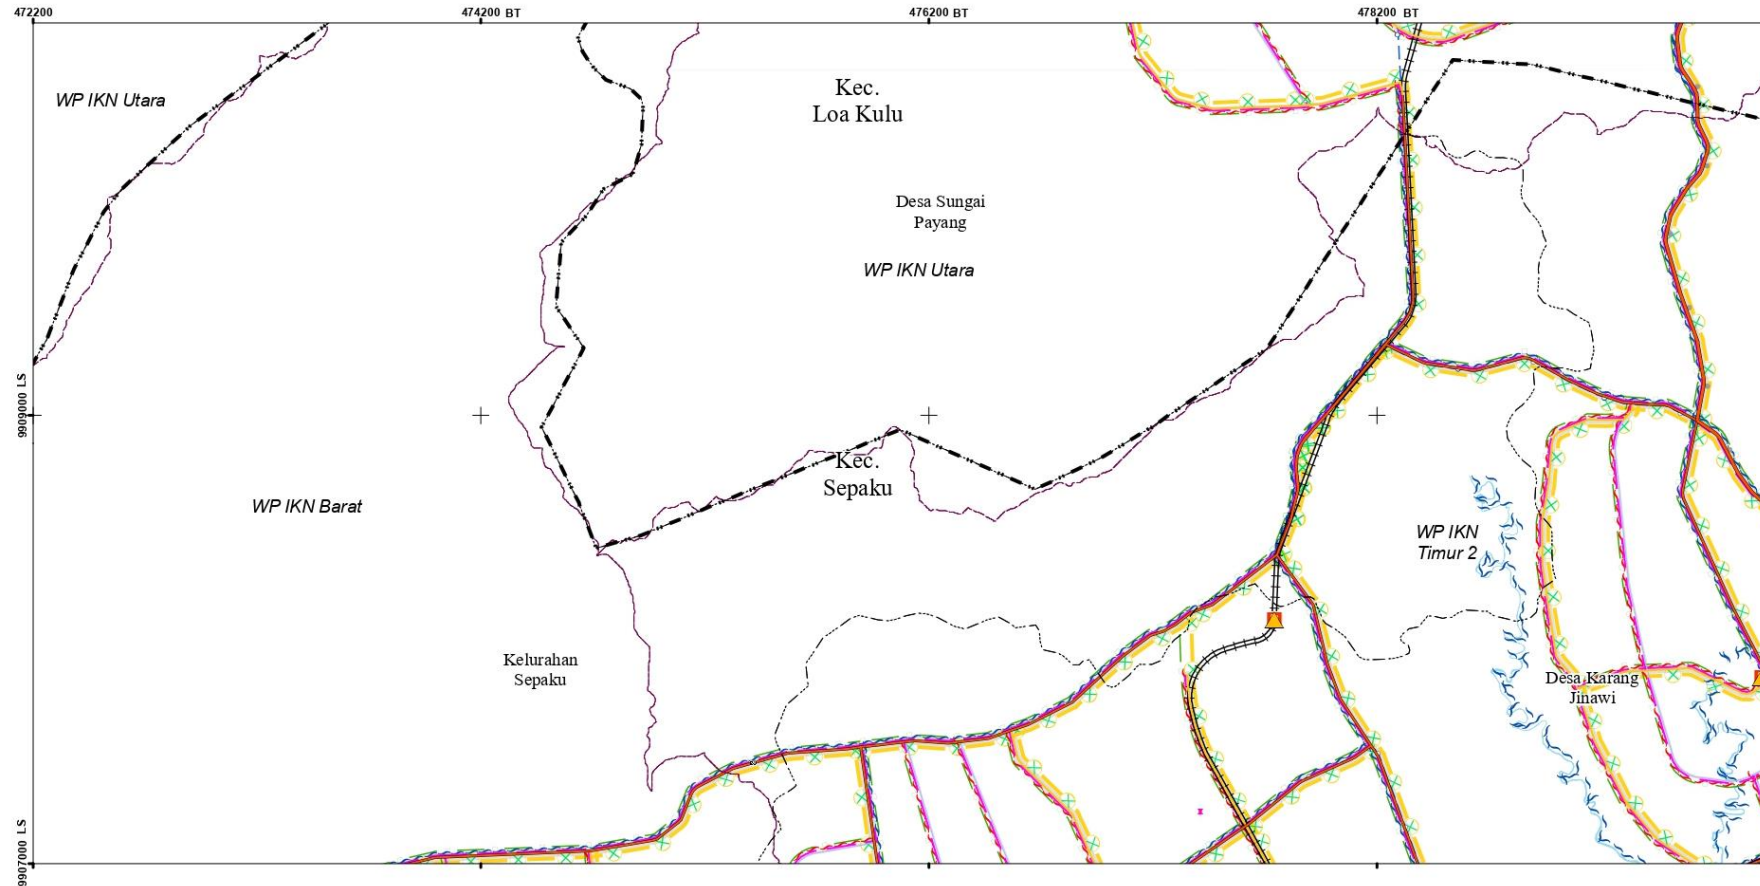 472200
474200 BT
476200 BT
478200 BT
WP IKN Utara
Kec.
Loa Kulu
Desa Sungai
Payang
WP IKN Utara
9909000 LS
Kec.
Sepaku
WP IKN Barat
WP IKN
Timur 2
Kelurahan
Sepaku
Desa Karang
Jinawi
9907000 LS